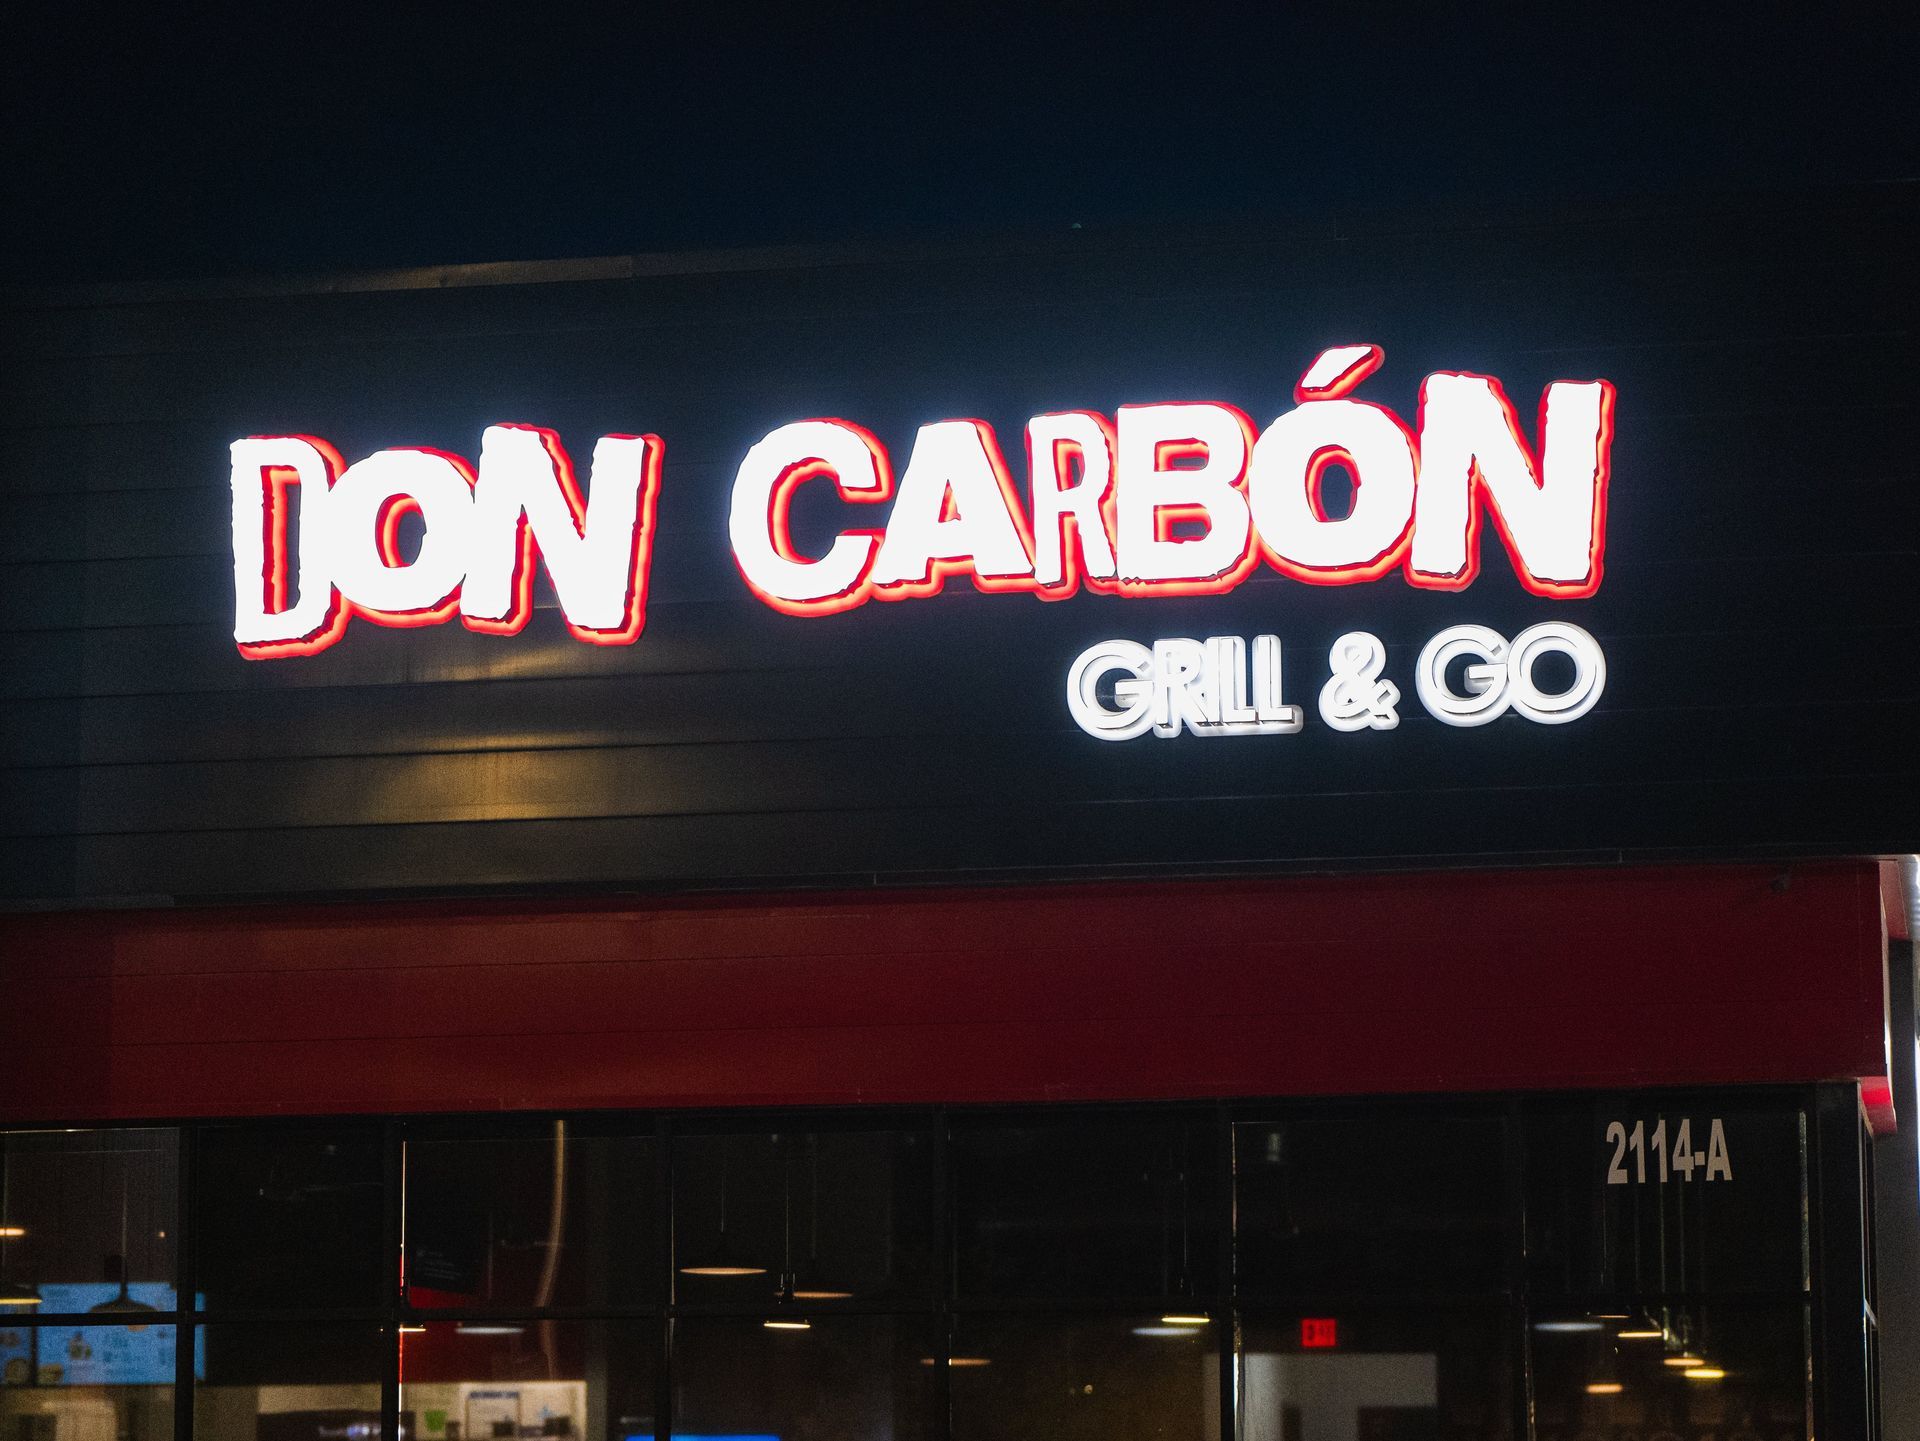 DON CARBÓN
GRILL & GO
2114-A